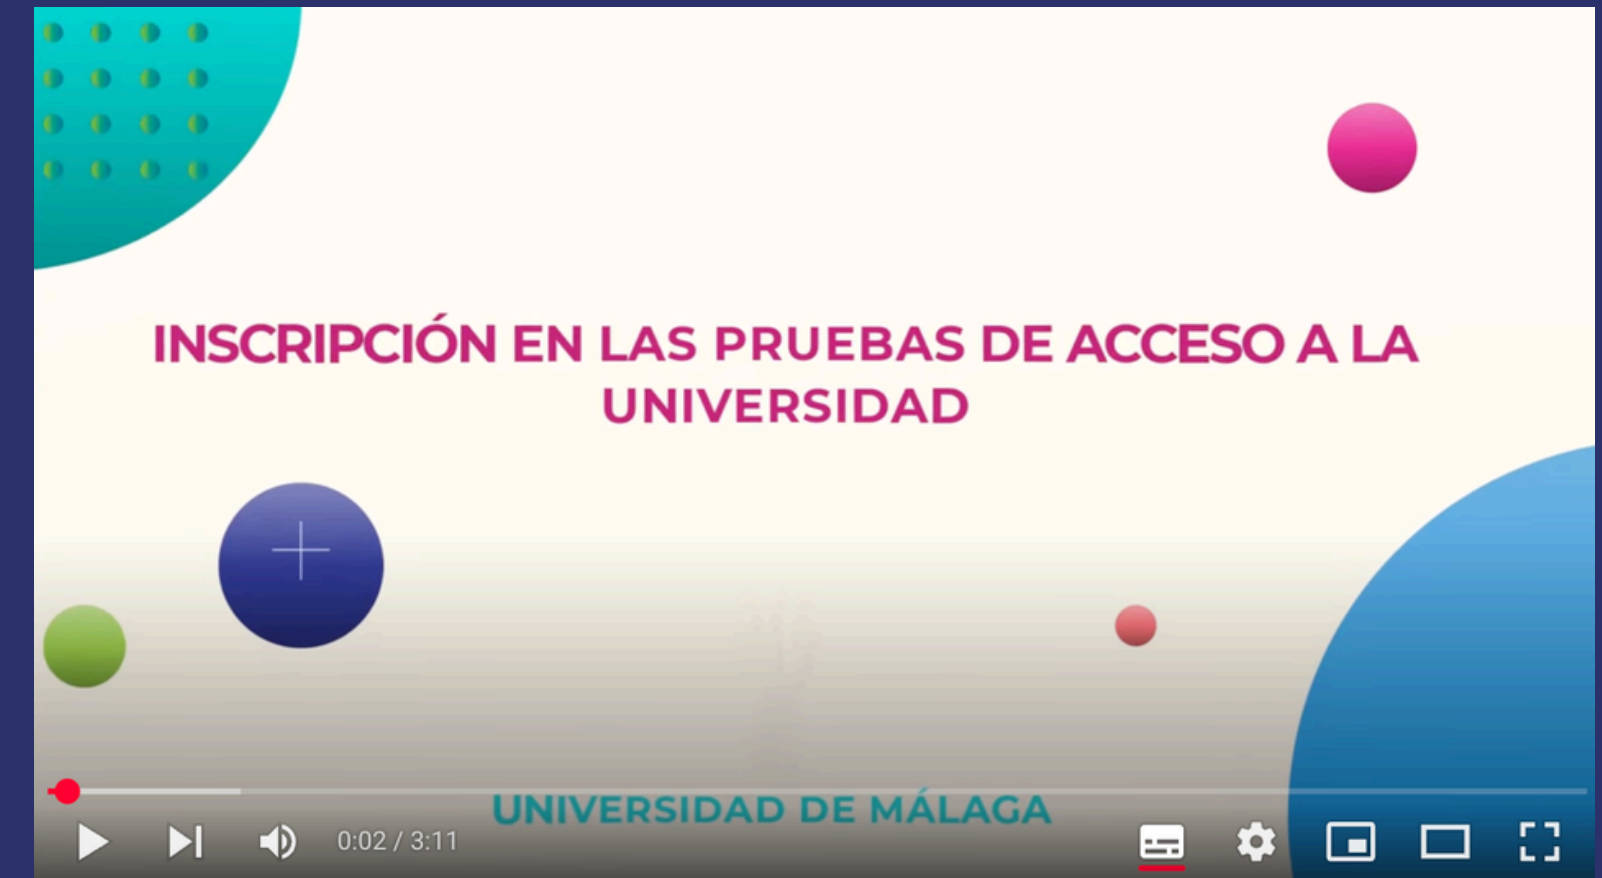 INSCRIPCIÓN EN LAS PRUEBAS DE ACCESO A LA
UNIVERSIDAD
UNIVERSIDAD DE MÁLAGA
0:02 / 3:11